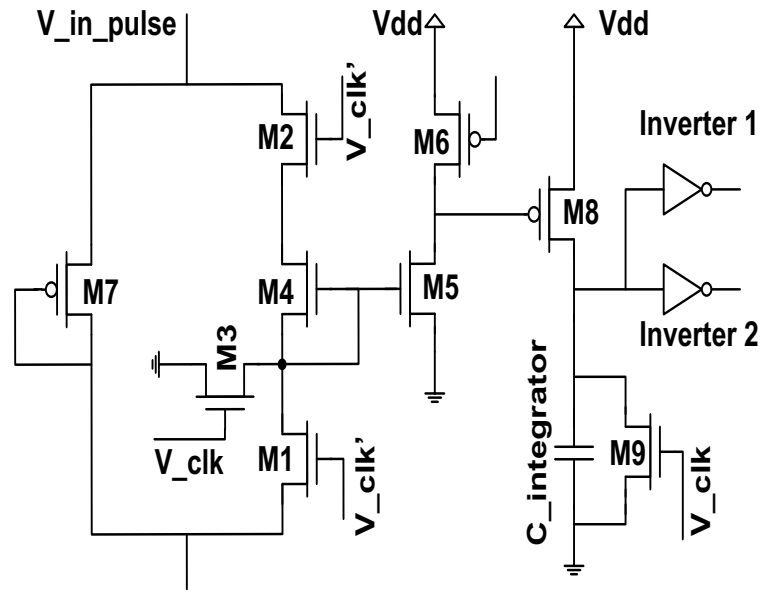 V_in_pulse
Vdd
Vdd
M2
V_clk'
M6
Inverter 1
M8
M7
M4
M5
M3
Inverter 2
V_clk
M1
V_clk'
C_integrator
M9
V_clk